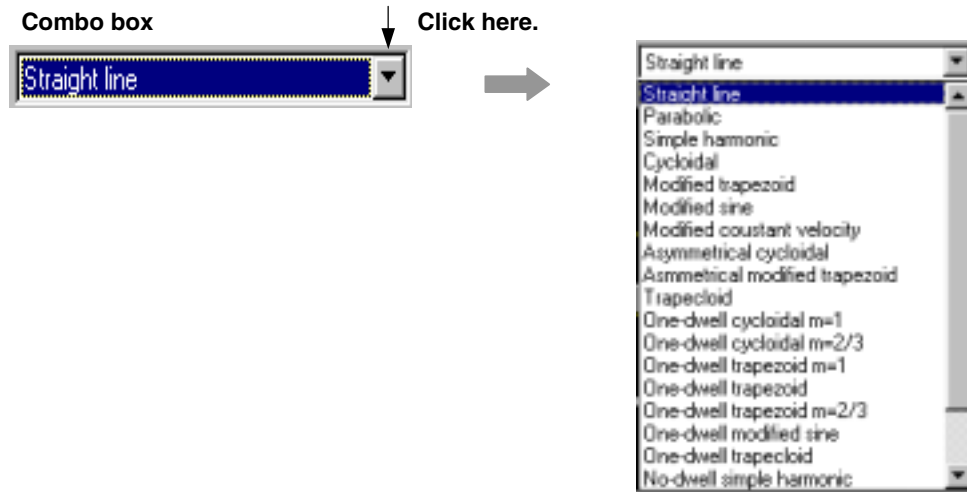 Combo box
Click here.
Straight line
Straight line
Straight line
Parabolic
Simple harmonic
Cycloidal
Modified trapezoid
Modified sine
Modified coustant velocity
Asymmetrical cycloidal
Asmmetrical modified trapezoid
Trapecloid
One-dwell cycloidal m=1
One-dwell cycloidal m=2/3
One-dwell trapezoid m=1
One-dwell trapezoid
One-dwell trapezoid m=2/3
One-dwell modified sine
One-dwell trapecloid
No-dwell simple harmonic